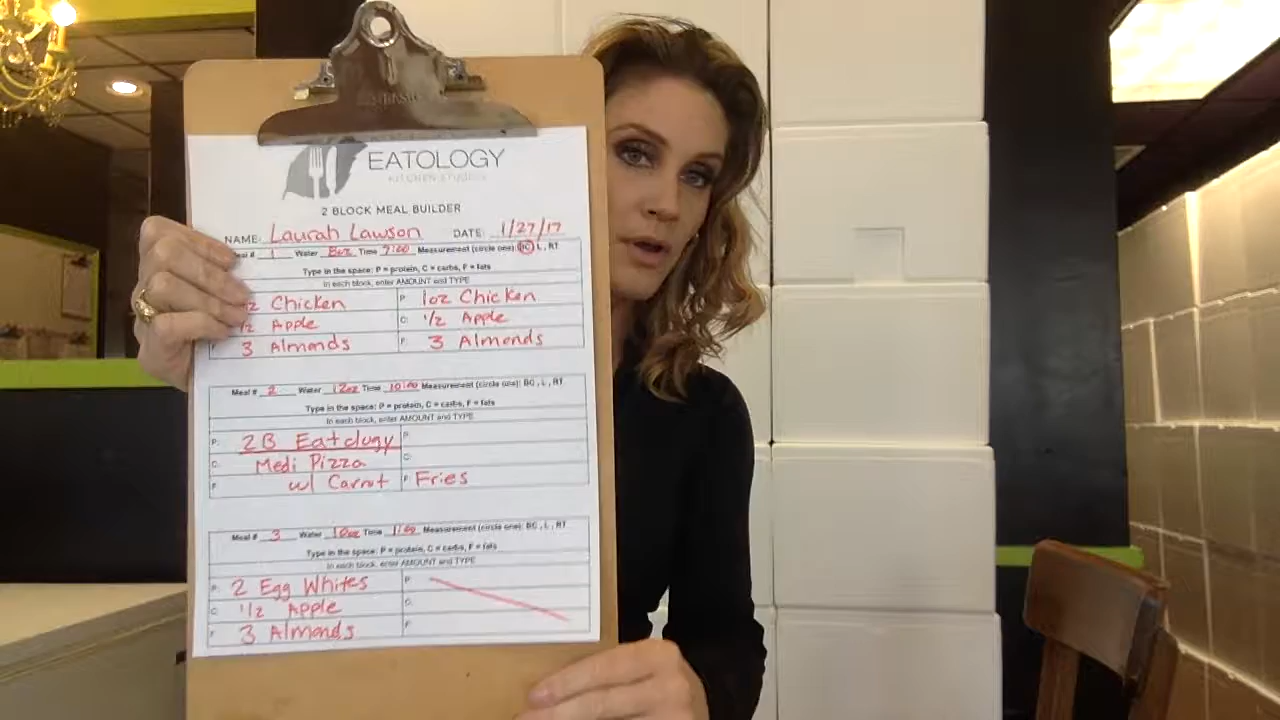 EATOLOGY
KITCHEN STUDIOS
2 BLOCK MEAL BUILDER
NAME: Laurah Lawson DATE: 1/27/17
Meal # 1 Water 8oz Time 7:00 Measurement (circle one): BC, L, RT
Type in the space: P = protein, C = carbs, F = fats
In each block, enter AMOUNT and TYPE
Chicken P: 1oz Chicken
1/2 Apple C: 1/2 Apple
3 Almonds F: 3 Almonds
Meal # 2 Water 12oz Time 10:00 Measurement (circle one): BC, L, RT
Type in the space: P = protein, C = carbs, F = fats
In each block, enter AMOUNT and TYPE
P: 2B Eatology P:
C: Medi Pizza C:
F: w/ Carrot F: Fries
Meal # 3 Water 10oz Time 1:00 Measurement (circle one): BC, L, RT
Type in the space: P = protein, C = carbs, F = fats
In each block, enter AMOUNT and TYPE
P: 2 Egg Whites P:
C: 1/2 Apple C:
F: 3 Almonds F: